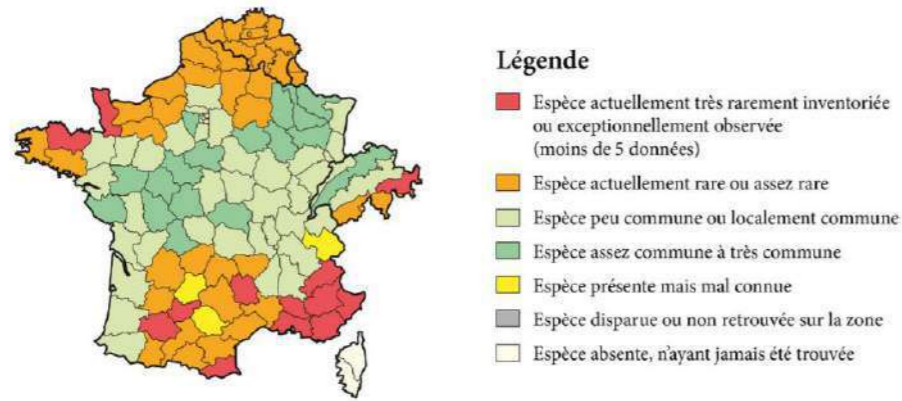 Légende
Espèce actuellement très rarement inventoriée
ou exceptionnellement observée
(moins de 5 données)
Espèce actuellement rare ou assez rare
Espèce peu commune ou localement commune
Espèce assez commune à très commune
Espèce présente mais mal connue
Espèce disparue ou non retrouvée sur la zone
Espèce absente, n'ayant jamais été trouvée